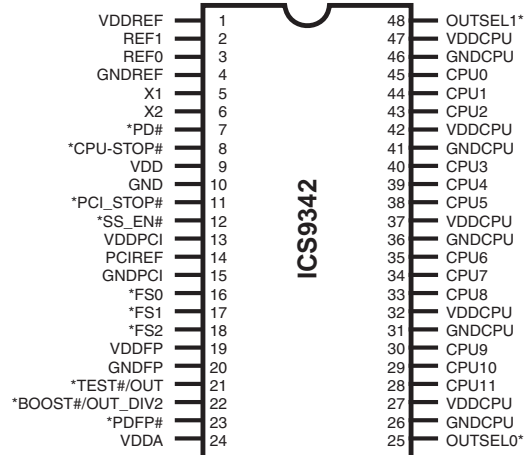 VDDREF 1 48 OUTSEL1*
REF1 2 47 VDDCPU
REF0 3 46 GNDCPU
GNDREF 4 45 CPU0
X1 5 44 CPU1
X2 6 43 CPU2
*PD# 7 42 VDDCPU
*CPU-STOP# 8 41 GNDCPU
VDD 9 40 CPU3
GND 10 39 CPU4
*PCI_STOP# 11 38 CPU5
*SS_EN# 12 37 VDDCPU
VDDPCI 13 36 GNDCPU
PCIREF 14 35 CPU6
GNDPCI 15 34 CPU7
*FS0 16 33 CPU8
*FS1 17 32 VDDCPU
*FS2 18 31 GNDCPU
VDDFP 19 30 CPU9
GNDFP 20 29 CPU10
*TEST#/OUT 21 28 CPU11
*BOOST#/OUT_DIV2 22 27 VDDCPU
*PDFP# 23 26 GNDCPU
VDDA 24 25 OUTSEL0*
ICS9342